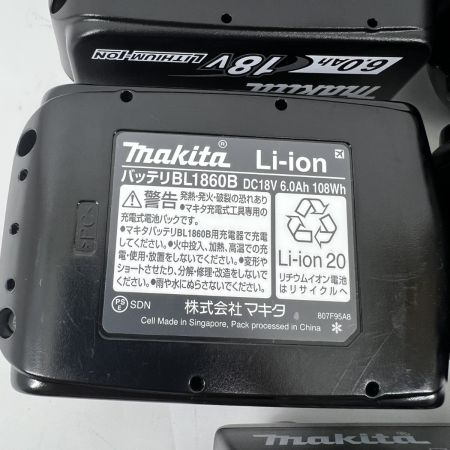 makita
LITHIUM-ION 18V 6.0Ah
makita® Li-ion
バッテリBL1860B DC18V 6.0Ah 108Wh
⚠警告 発熱・発火・破裂の恐れあり
●マキタ充電式工具専用の
充電式電池パックです。
●マキタバッテリBL1860B用充電器で充電
してください。●火中投入、加熱、高温での充
電・使用・放置をしないでください。●変形や
ショートさせたり、分解・修理・改造をしないで
ください。●雨や水にぬらさないでください。
Li-ion 20
リチウムイオン電池
はリサイクルへ
PS E SDN 株式会社マキタ
Cell Made in Singapore, Pack processed in China
807F95A8 *
makita